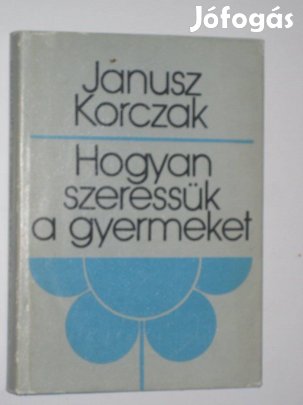 Jófogás
Janusz
Korczak
Hogyan
szeressük
a gyermeket